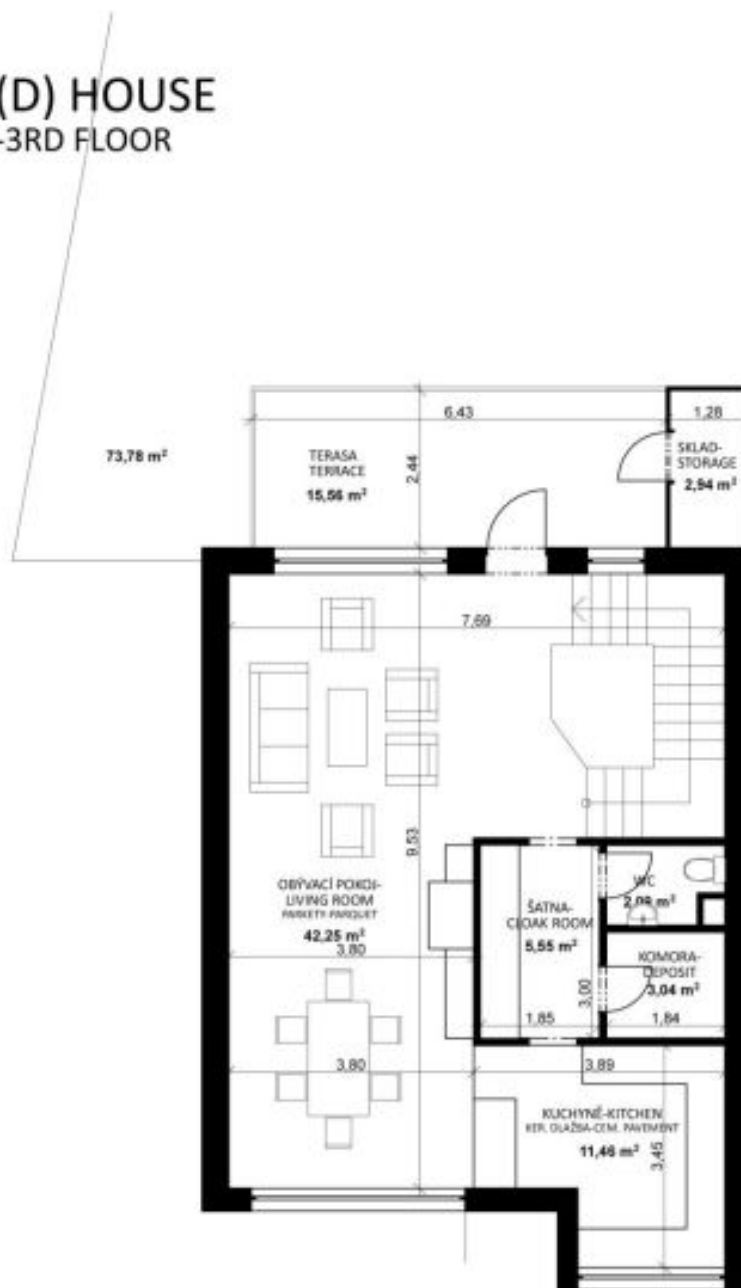 (D) HOUSE
-3RD FLOOR
6,43
1,28
73,78 m²
TERASA
TERRACE
15,56 m²
2,44
SKLAD-
STORAGE
2,94 m²
7,69
9,53
OBÝVACÍ POKOJ-
LIVING ROOM
PARKETY-PARQUET
42,25 m²
3,80
ŠATNA-
CLOAK ROOM
5,55 m²
WC
2,09 m²
KOMORA-
DEPOSIT
3,04 m²
3,00
1,85
1,84
3,80
3,89
KUCHYNĚ-KITCHEN
KER. DLAŽBA-CEM. PAVEMENT
11,46 m²
3,45